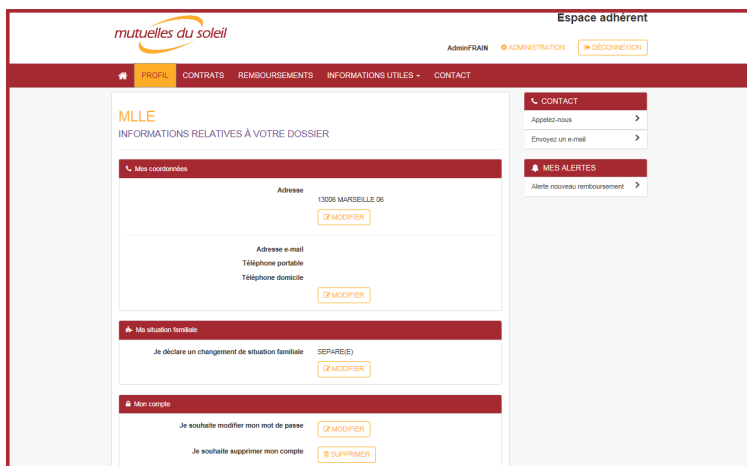 Espace adhérent
mutuelles du soleil
AdminFRAIN ADMINISTRATION DÉCONNEXION
PROFIL CONTRATS REMBOURSEMENTS INFORMATIONS UTILES CONTACT
MLLE
INFORMATIONS RELATIVES À VOTRE DOSSIER
Mes coordonnées
Adresse
13006 MARSEILLE 06
MODIFIER
Adresse e-mail
Téléphone portable
Téléphone domicile
MODIFIER
Ma situation familiale
Je déclare un changement de situation familiale SEPARE(E)
MODIFIER
Mon compte
Je souhaite modifier mon mot de passe MODIFIER
Je souhaite supprimer mon compte SUPPRIMER
CONTACT
Appelez-nous
Envoyez un e-mail
MES ALERTES
Alerte nouveau remboursement